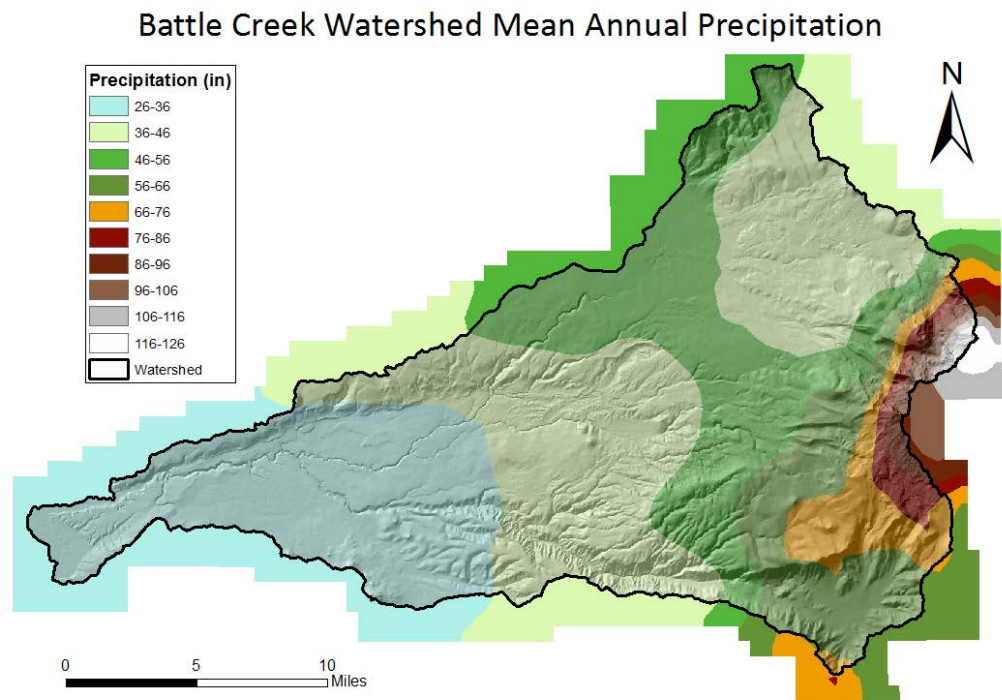 Battle Creek Watershed Mean Annual Precipitation
Precipitation (in)
26-36
36-46
46-56
56-66
66-76
76-86
86-96
96-106
106-116
116-126
Watershed
N
0 5 10
Miles